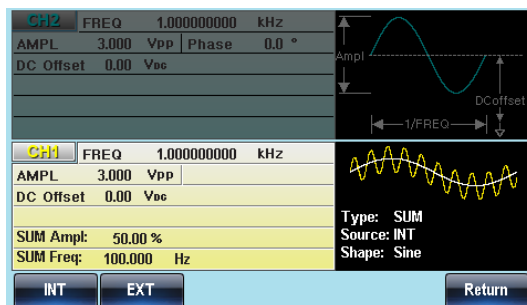 CH2 FREQ 1.000000000 kHz
AMPL 3.000 Vpp Phase 0.0 °
DC Offset 0.00 VDC
Ampl
DCoffset
1/FREQ
CH1 FREQ 1.000000000 kHz
AMPL 3.000 Vpp
DC Offset 0.00 VDC
SUM Ampl: 50.00 %
SUM Freq: 100.000 Hz
Type: SUM
Source: INT
Shape: Sine
INT EXT Return